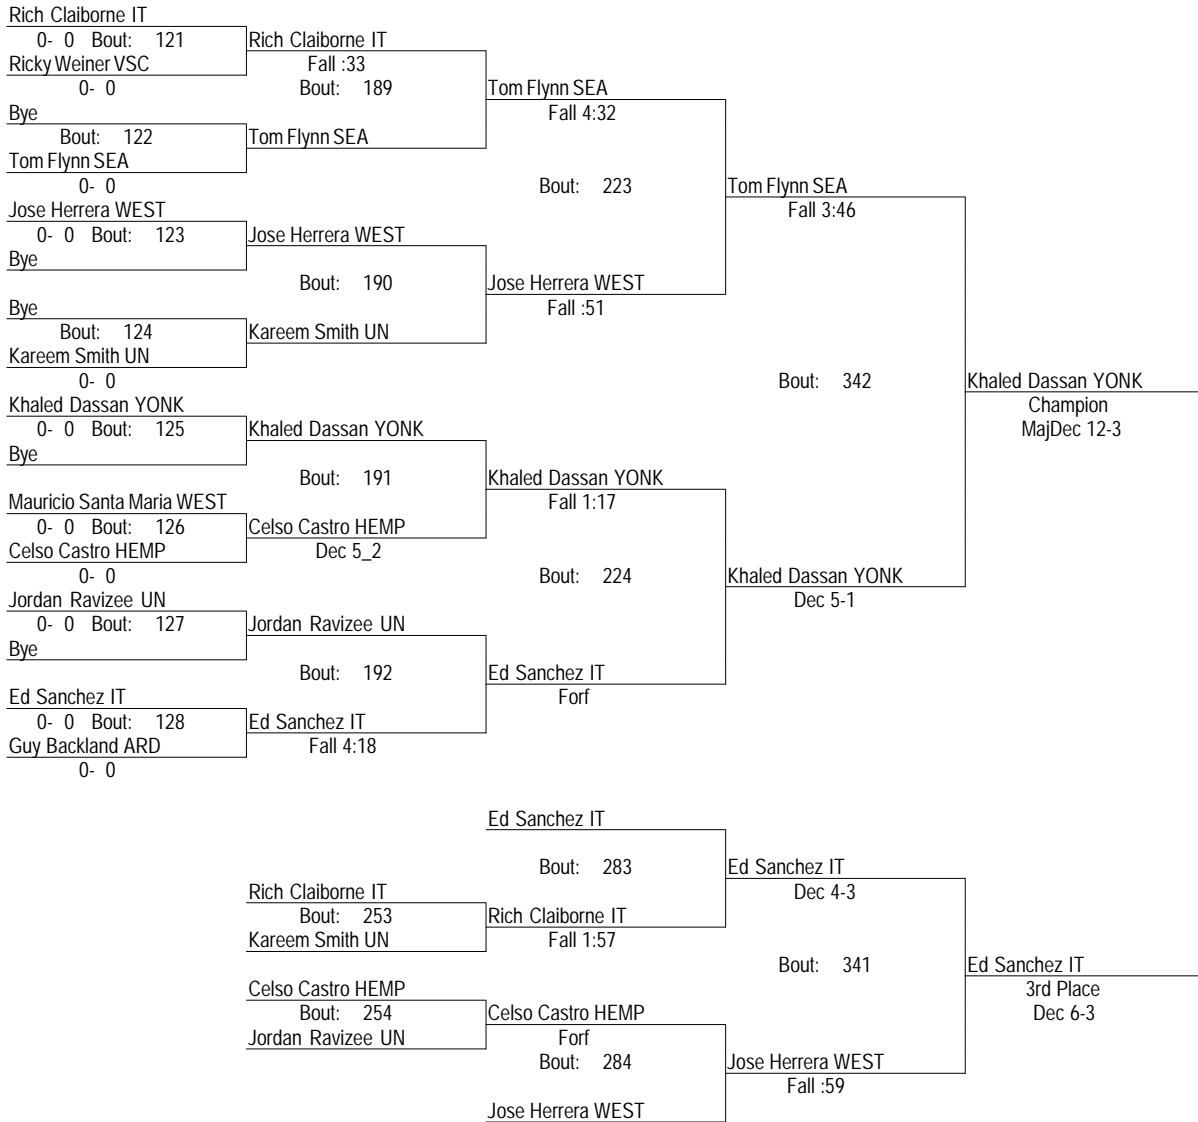 Rich Claiborne IT
0- 0 Bout: 121 Rich Claiborne IT
Ricky Weiner VSC Fall :33
0- 0 Bout: 189 Tom Flynn SEA
Bye Fall 4:32
Bout: 122 Tom Flynn SEA
Tom Flynn SEA
0- 0 Bout: 223 Tom Flynn SEA
Jose Herrera WEST Fall 3:46
0- 0 Bout: 123 Jose Herrera WEST
Bye
Bout: 190 Jose Herrera WEST
Bye Fall :51
Bout: 124 Kareem Smith UN
Kareem Smith UN
0- 0 Bout: 342 Khaled Dassan YONK
Khaled Dassan YONK Champion
0- 0 Bout: 125 Khaled Dassan YONK MajDec 12-3
Bye
Bout: 191 Khaled Dassan YONK
Mauricio Santa Maria WEST Fall 1:17
0- 0 Bout: 126 Celso Castro HEMP
Celso Castro HEMP Dec 5_2
0- 0 Bout: 224 Khaled Dassan YONK
Jordan Ravizee UN Dec 5-1
0- 0 Bout: 127 Jordan Ravizee UN
Bye
Bout: 192 Ed Sanchez IT
Ed Sanchez IT Forf
0- 0 Bout: 128 Ed Sanchez IT
Guy Backland ARD Fall 4:18
0- 0
Ed Sanchez IT
Bout: 283 Ed Sanchez IT
Rich Claiborne IT Dec 4-3
Bout: 253 Rich Claiborne IT
Kareem Smith UN Fall 1:57
Bout: 341 Ed Sanchez IT
Celso Castro HEMP 3rd Place
Bout: 254 Celso Castro HEMP Dec 6-3
Jordan Ravizee UN Forf
Bout: 284 Jose Herrera WEST
Fall :59
Jose Herrera WEST